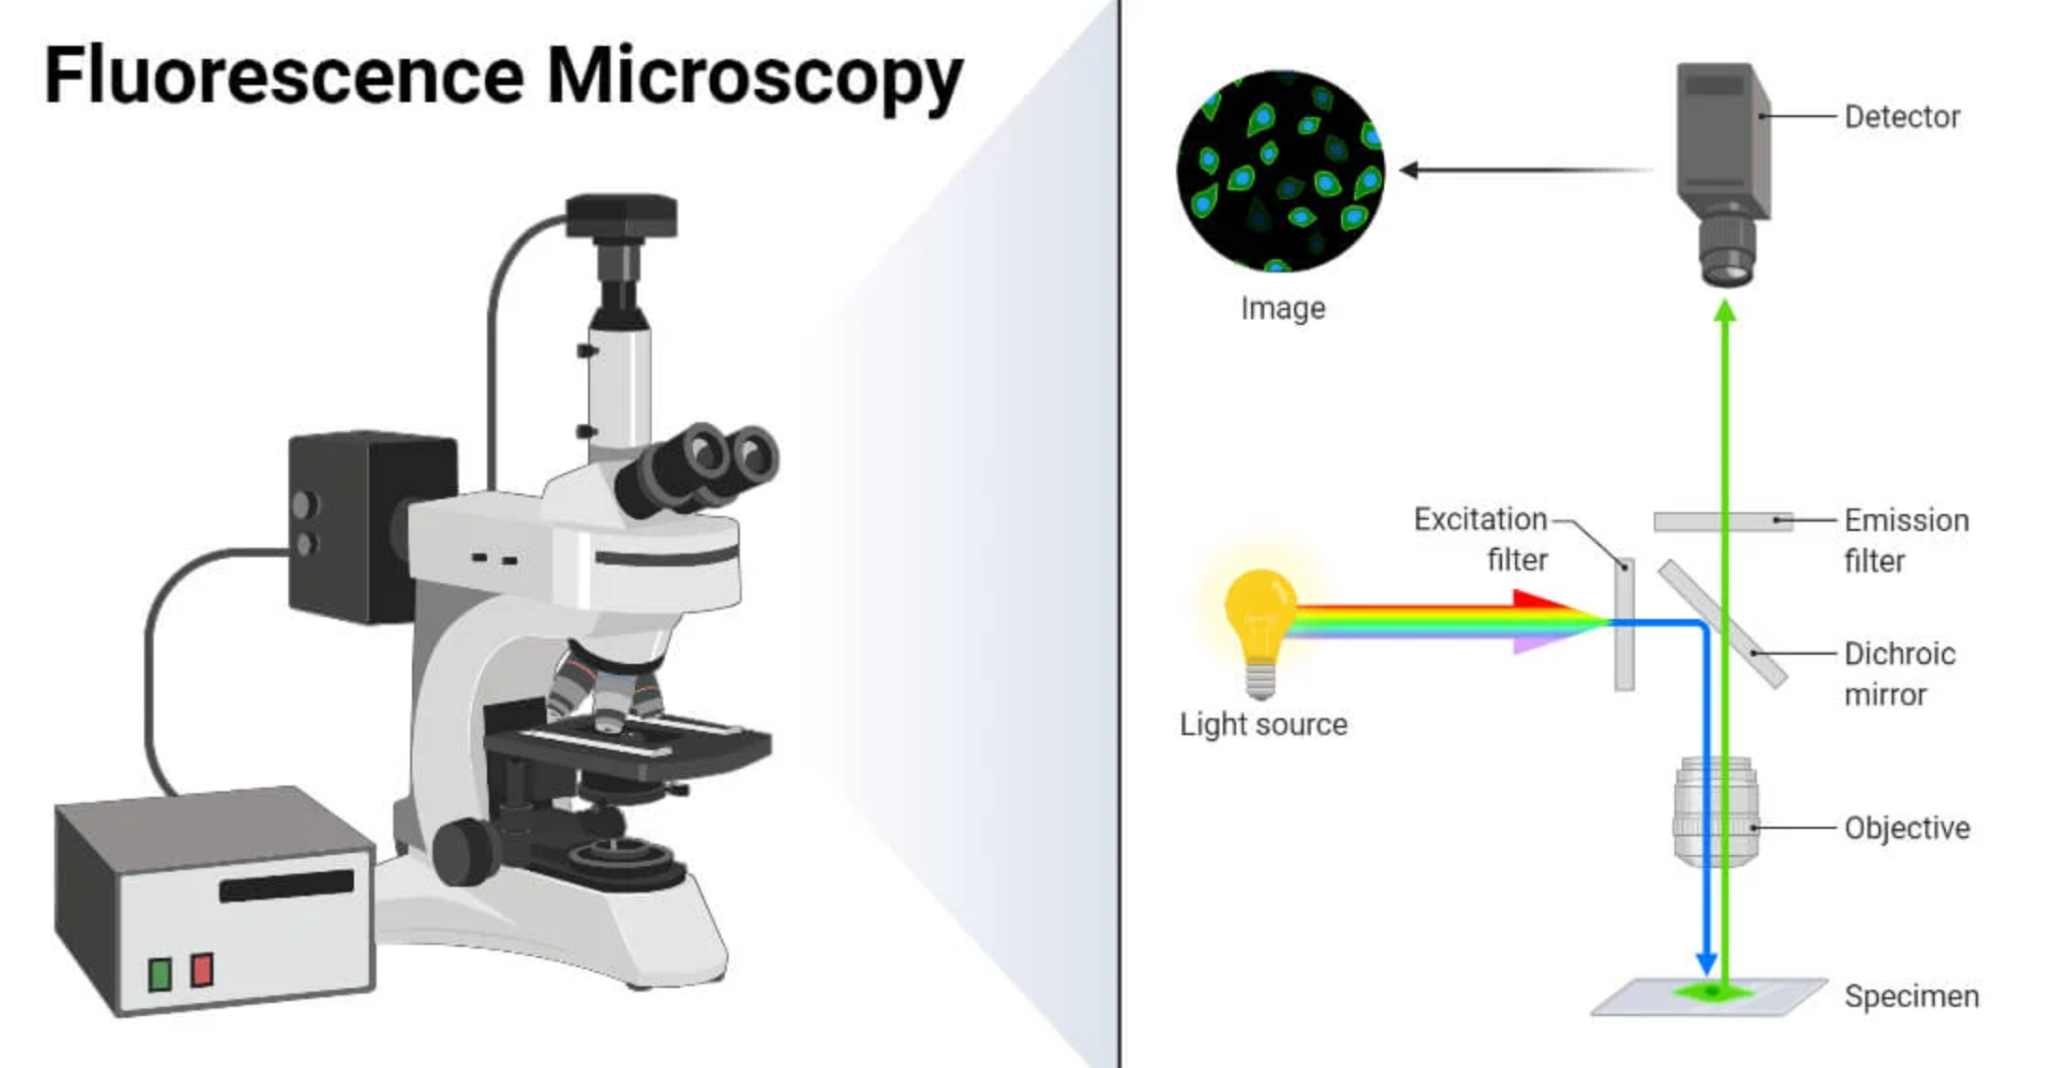 Fluorescence Microscopy
Detector
Image
Excitation
filter
Emission
filter
Dichroic
mirror
Light source
Objective
Specimen